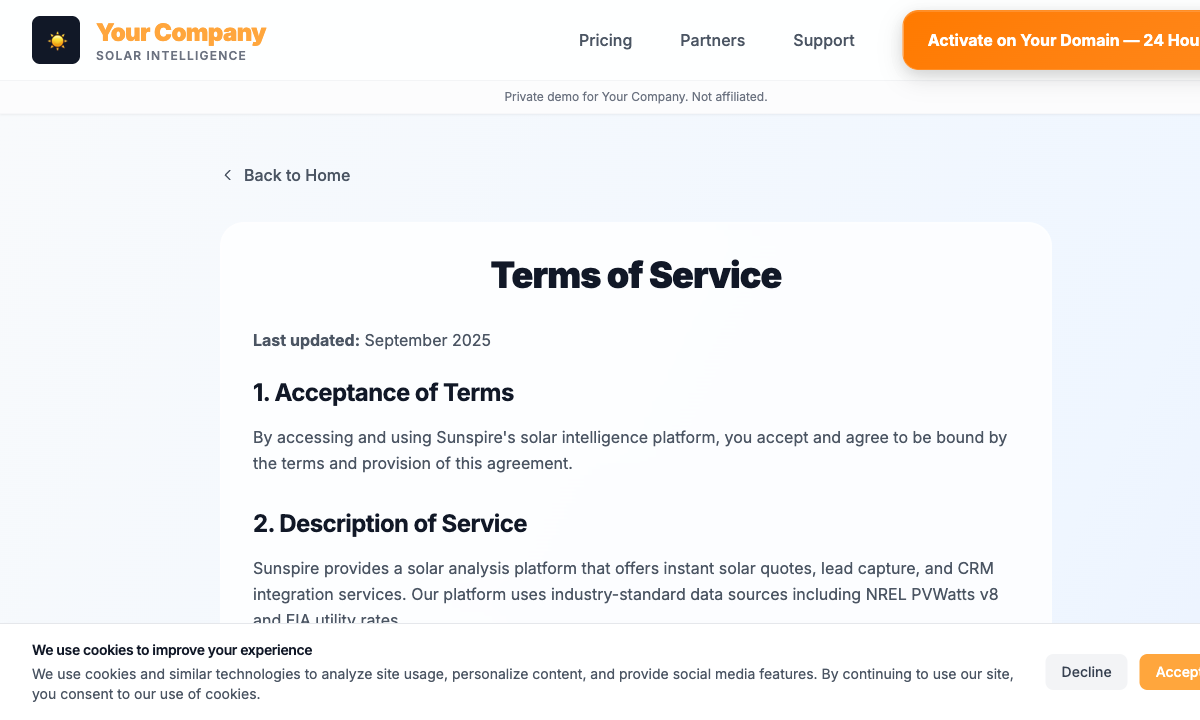 Your Company
SOLAR INTELLIGENCE
Pricing
Partners
Support
Activate on Your Domain — 24 Hou
Private demo for Your Company. Not affiliated.
Back to Home
Terms of Service
Last updated: September 2025
1. Acceptance of Terms
By accessing and using Sunspire's solar intelligence platform, you accept and agree to be bound by
the terms and provision of this agreement.
2. Description of Service
Sunspire provides a solar analysis platform that offers instant solar quotes, lead capture, and CRM
integration services. Our platform uses industry-standard data sources including NREL PVWatts v8
and EIA utility rates.
We use cookies to improve your experience
We use cookies and similar technologies to analyze site usage, personalize content, and provide social media features. By continuing to use our site,
you consent to our use of cookies.
Decline
Accep